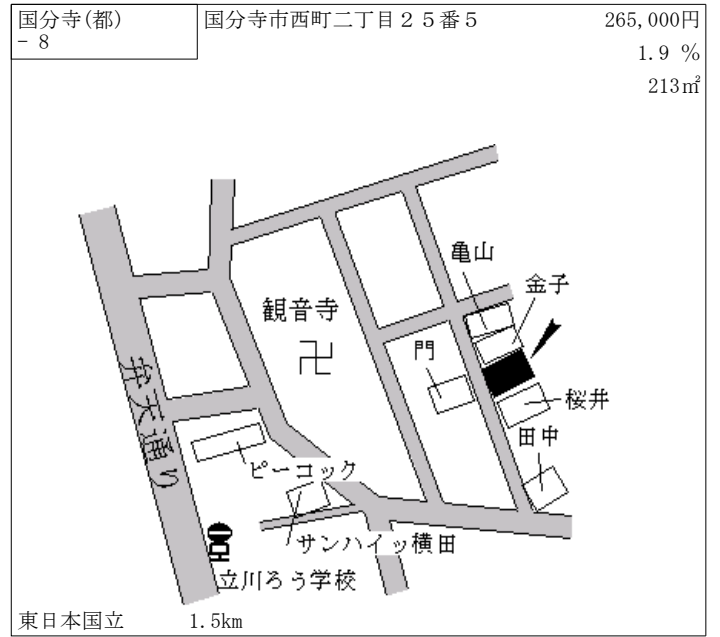 国分寺(都)
- 8
国分寺市西町二丁目２５番５
265,000円
1.9 %
213㎡
亀山
金子
観音寺
卍
門
桜井
弁天通り
田中
ピーコック
サンハイッ横田
立川ろう学校
東日本国立
1.5km